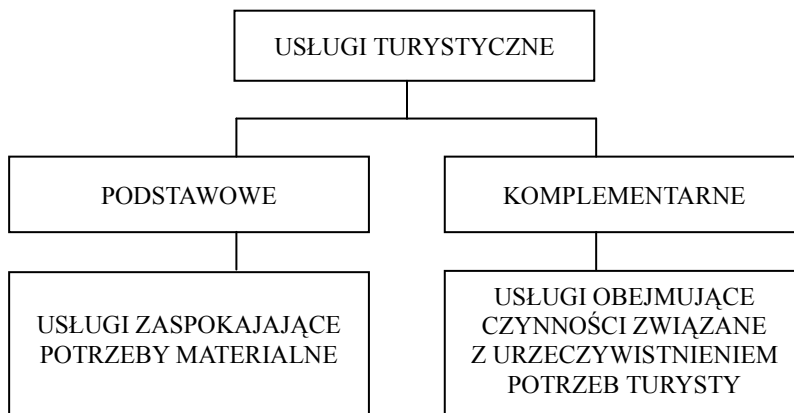 USŁUGI TURYSTYCZNE
PODSTAWOWE
KOMPLEMENTARNE
USŁUGI ZASPOKAJAJĄCE
POTRZEBY MATERIALNE
USŁUGI OBEJMUJĄCE
CZYNNOŚCI ZWIĄZANE
Z URZECZYWISTNIENIEM
POTRZEB TURYSTY